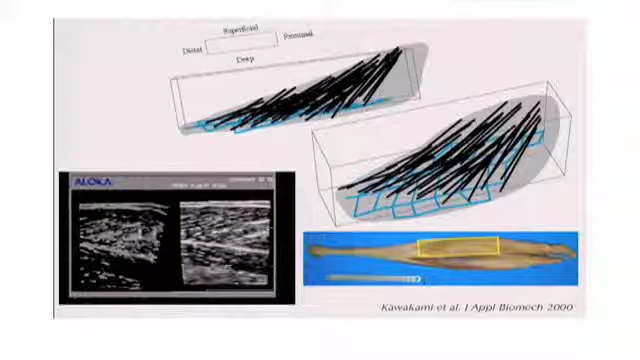 Superficial
Distal
Proximal
Deep
ALOKA
Kawakami et al. J Appl Biomech 2000